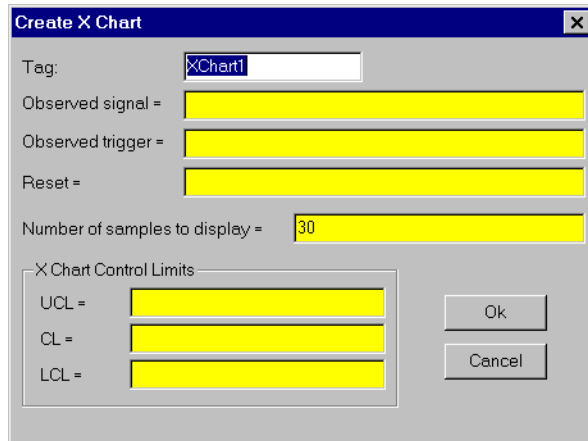 Create X Chart
Tag: XChart1
Observed signal =
Observed trigger =
Reset =
Number of samples to display = 30
X Chart Control Limits
UCL =
CL =
LCL =
Ok
Cancel